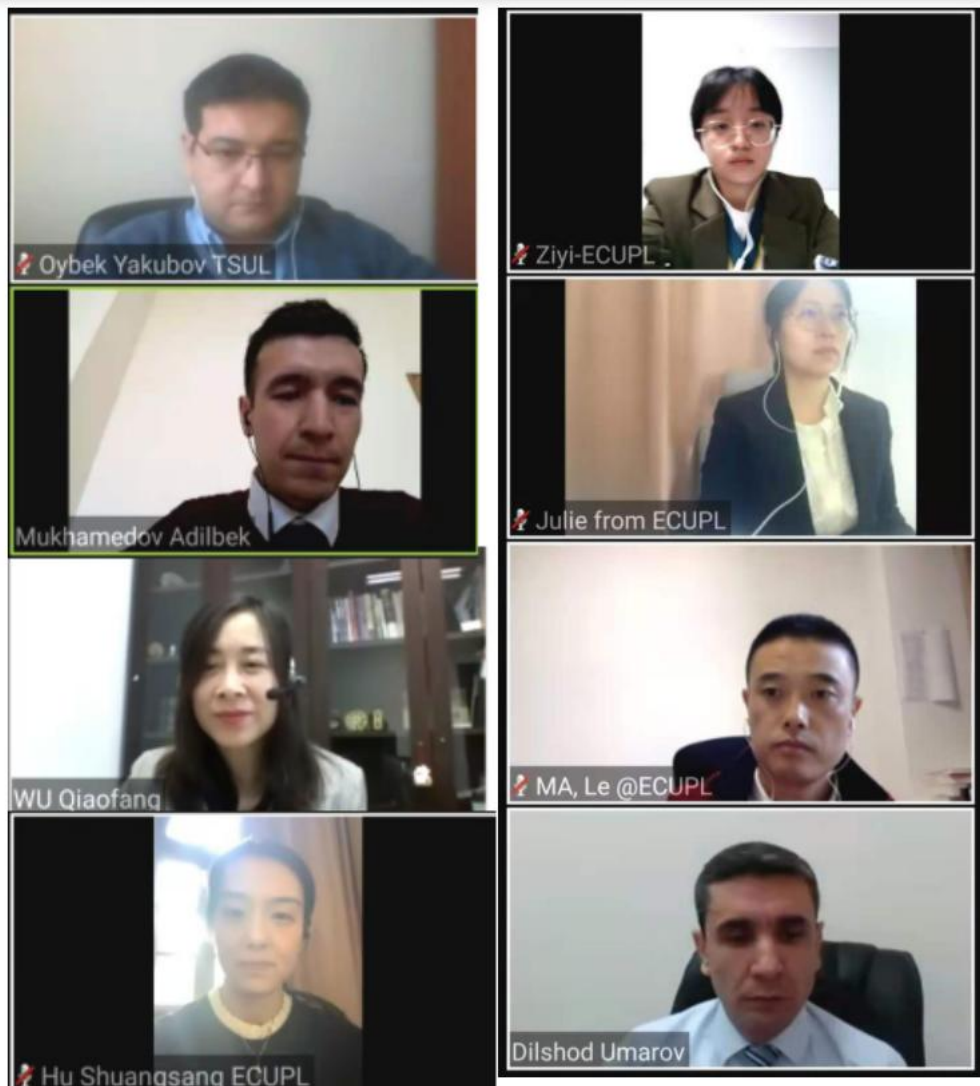 Oybek Yakubov TSUL
Mukhamedov Adilbek
WU Qiaofang
Hu Shuangsang ECUPL
Ziyi-ECUPL
Julie from ECUPL
MA, Le @ECUPL
Dilshod Umarov